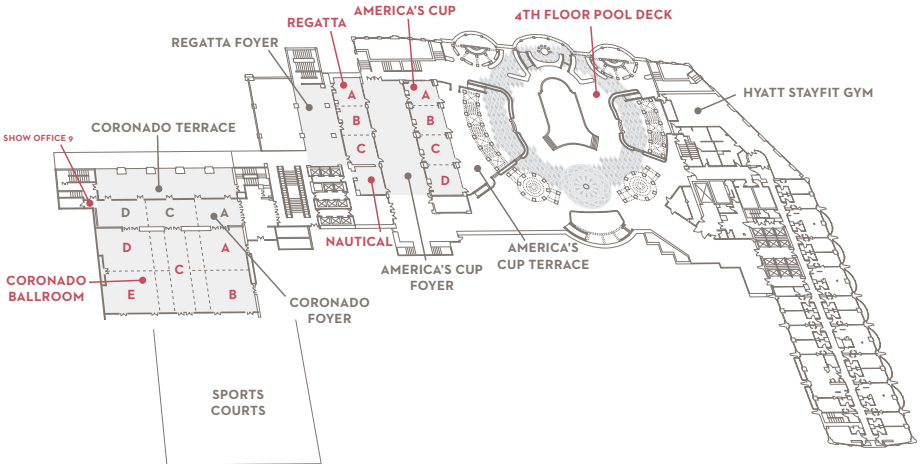 AMERICA'S CUP
4TH FLOOR POOL DECK
REGATTA
REGATTA FOYER
HYATT STAYFIT GYM
A
A
B
B
CORONADO TERRACE
SHOW OFFICE 9
C
C
D
D
C
A
NAUTICAL
D
A
C
AMERICA'S
CUP TERRACE
AMERICA'S CUP
FOYER
CORONADO
BALLROOM
E
B
CORONADO
FOYER
SPORTS
COURTS